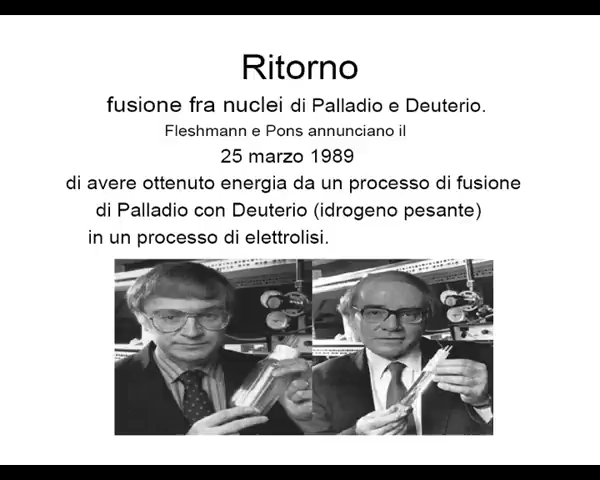 Ritorno
fusione fra nuclei di Palladio e Deuterio.
Fleshmann e Pons annunciano il
25 marzo 1989
di avere ottenuto energia da un processo di fusione
di Palladio con Deuterio (idrogeno pesante)
in un processo di elettrolisi.